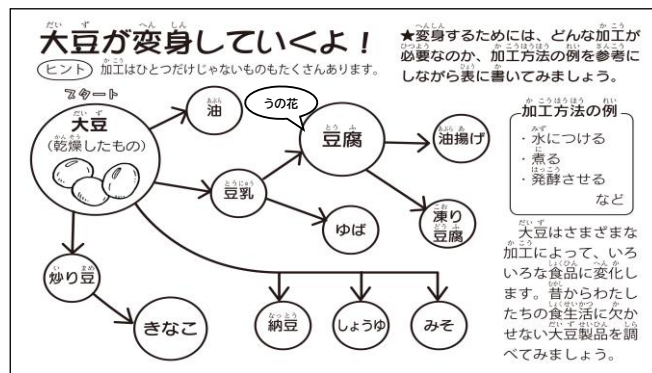 大豆が変身していくよ！
ヒント 加工はひとつだけじゃないものもたくさんあります。
★変身するためには、どんな加工が
必要なのか、加工方法の例を参考に
しながら表に書いてみましょう。
スタート
大豆
(乾燥したもの)
油
うの花
豆腐
油揚げ
豆乳
ゆば
凍り
豆腐
炒り豆
きなこ
納豆
しょうゆ
みそ
加工方法の例
・水につける
・煮る
・発酵させる
など
大豆はさまざまな
加工によって、いろ
いろな食品に変化し
ます。昔からわたし
たちの食生活に欠か
せない大豆製品を調
べてみましょう。